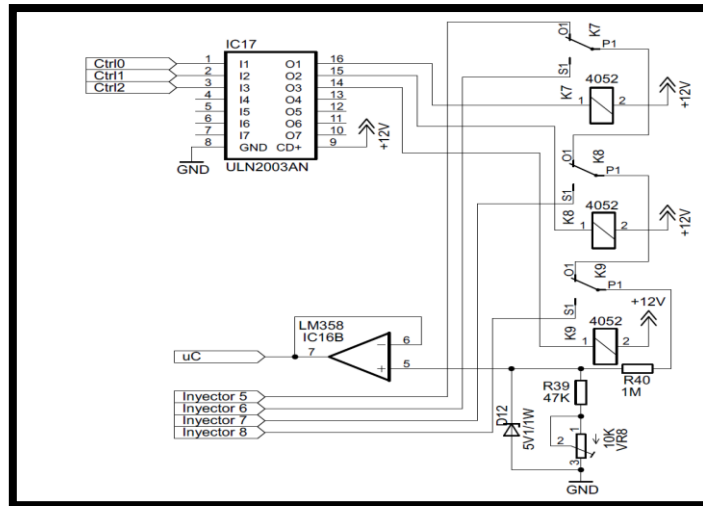 IC17
Ctrl0 1 I1 O1 16
Ctrl1 2 I2 O2 15
Ctrl2 3 I3 O3 14
4 I4 O4 13
5 I5 O5 12
6 I6 O6 11
7 I7 O7 10
8 GND CD+ 9
GND
ULN2003AN
+12V
O1
K7
P1
S1
4052
K7
1 2
+12V
O1
K8
P1
S1
4052
K8
1 2
+12V
O1
K9
P1
S1
+12V
4052
K9
1 2
LM358
IC16B
uC 7
6
5
R40
1M
Inyector 5
Inyector 6
Inyector 7
Inyector 8
D12
5V1/1W
R39
47K
1
2
3
10K
VR8
GND